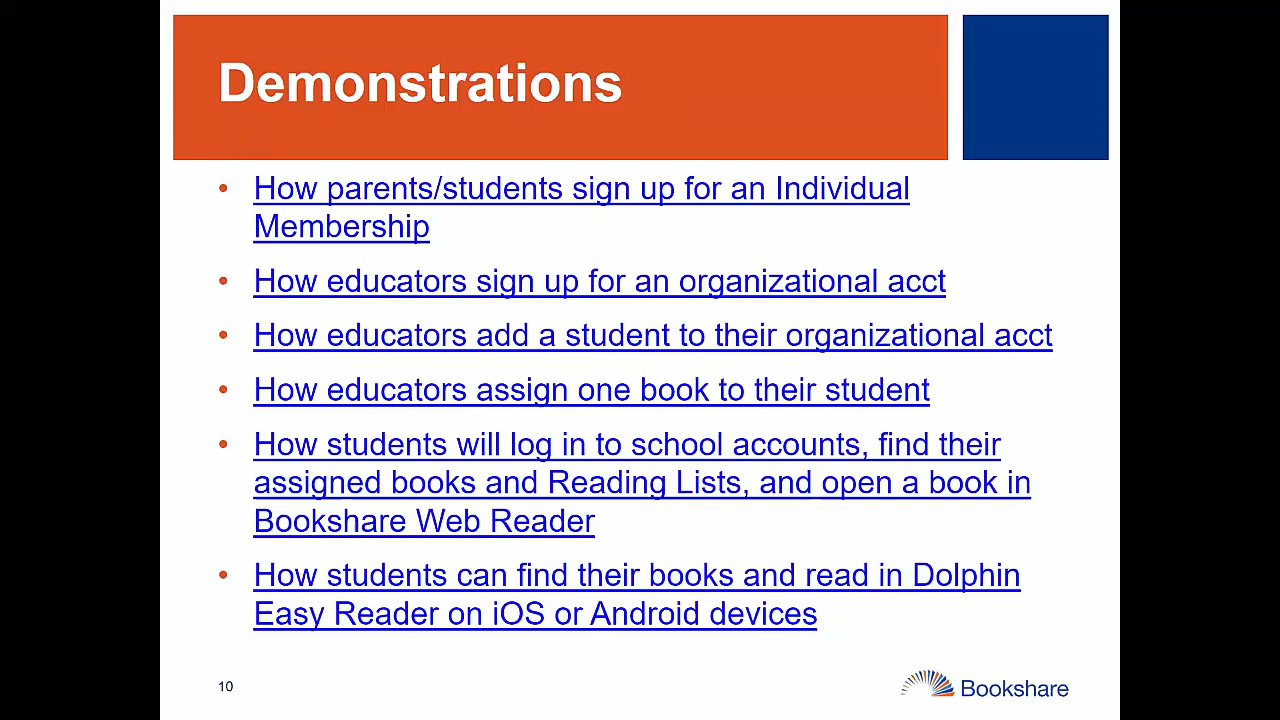 Demonstrations
• How parents/students sign up for an Individual
Membership
• How educators sign up for an organizational acct
• How educators add a student to their organizational acct
• How educators assign one book to their student
• How students will log in to school accounts, find their
assigned books and Reading Lists, and open a book in
Bookshare Web Reader
• How students can find their books and read in Dolphin
Easy Reader on iOS or Android devices
10
Bookshare